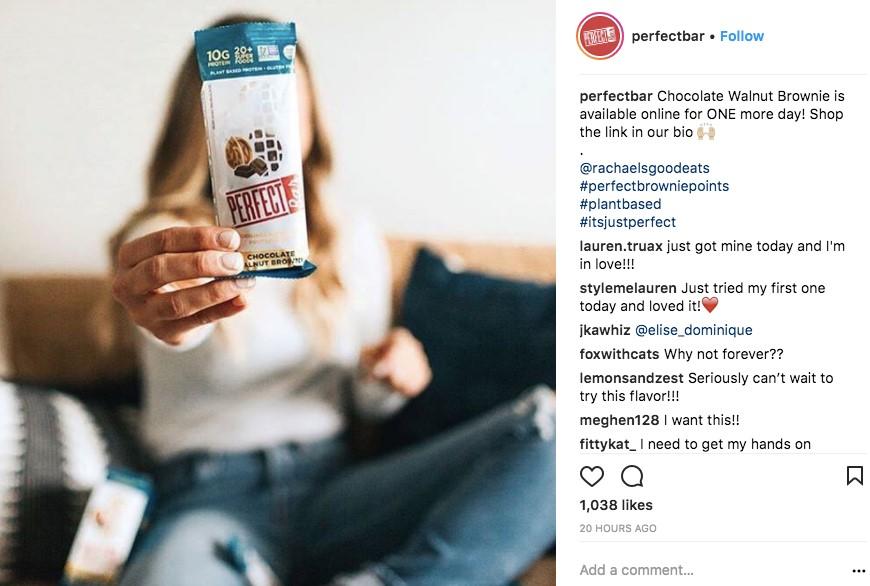 10G
PROTEIN
20+
SUPER
FOODS
PLANT BASED PROTEIN • GLUTEN
PERFECT
CHOCOLATE
WALNUT BROWNIE
PERFECT
perfectbar • Follow
perfectbar Chocolate Walnut Brownie is
available online for ONE more day! Shop
the link in our bio 🙌🏼
.
@rachaelsgoodeats
#perfectbrowniepoints
#plantbased
#itsjustperfect
lauren.truax just got mine today and I'm
in love!!!
stylemelauren Just tried my first one
today and loved it!❤️
jkawhiz @elise_dominique
foxwithcats Why not forever??
lemonsandzest Seriously can’t wait to
try this flavor!!!
meghen128 I want this!!
fittykat_ I need to get my hands on
1,038 likes
20 HOURS AGO
Add a comment...